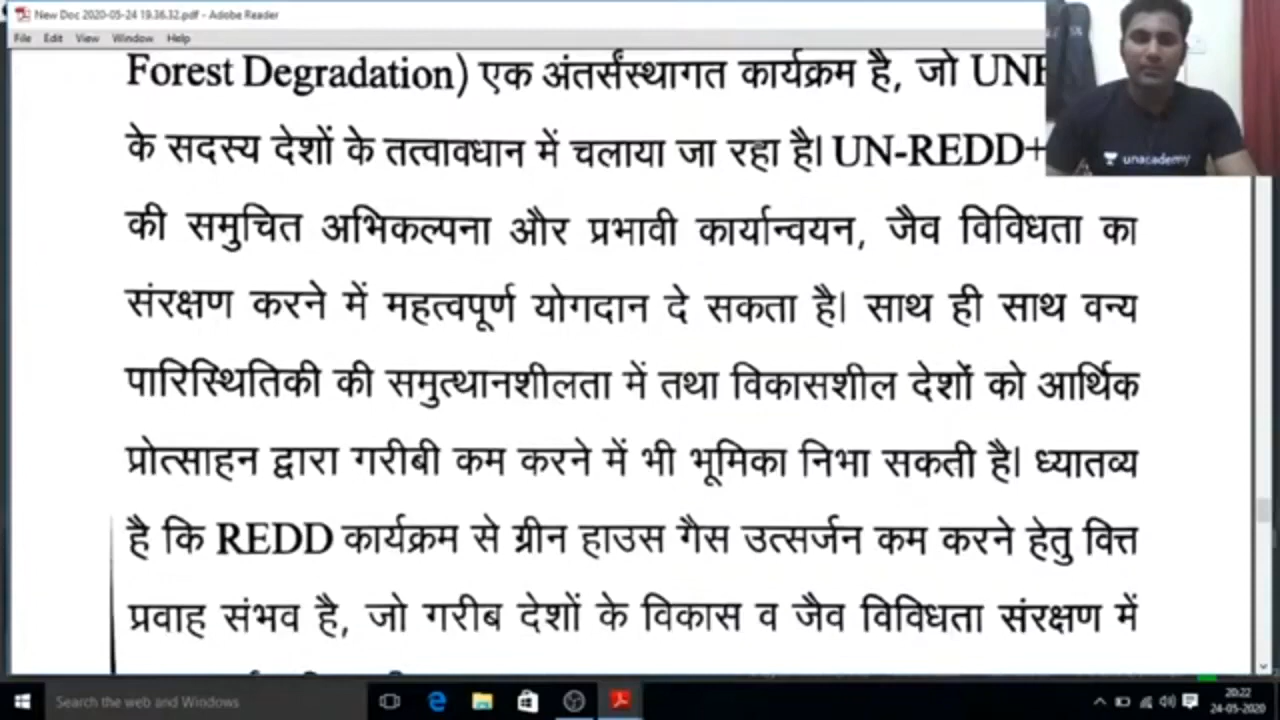 New Doc 2020-05-24 19.36.32.pdf - Adobe Reader
File Edit View Window Help
Forest Degradation) एक अंतर्संस्थागत कार्यक्रम है, जो
के सदस्य देशों के तत्वावधान में चलाया जा रहा है। UN-REDD+
unacademy
की समुचित अभिकल्पना और प्रभावी कार्यान्वयन, जैव विविधता का
संरक्षण करने में महत्वपूर्ण योगदान दे सकता है। साथ ही साथ वन्य
पारिस्थितिकी की समुत्थानशीलता में तथा विकासशील देशों को आर्थिक
प्रोत्साहन द्वारा गरीबी कम करने में भी भूमिका निभा सकती है। ध्यातव्य
है कि REDD कार्यक्रम से ग्रीन हाउस गैस उत्सर्जन कम करने हेतु वित्त
प्रवाह संभव है, जो गरीब देशों के विकास व जैव विविधता संरक्षण में
Search the web and Windows
20:22
24-05-2020